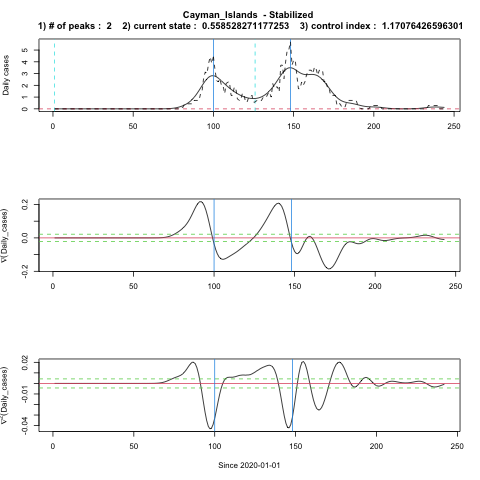 Cayman_Islands - Stabilized
1) # of peaks : 2 2) current state : 0.558528271177253 3) control index : 1.17076426596301
Daily cases
5
4
3
2
1
0
0 50 100 150 200 250
∇(Daily_cases)
0.2
0.0
-0.2
0 50 100 150 200 250
∇²(Daily_cases)
0.02
-0.01
-0.04
0 50 100 150 200 250
Since 2020-01-01